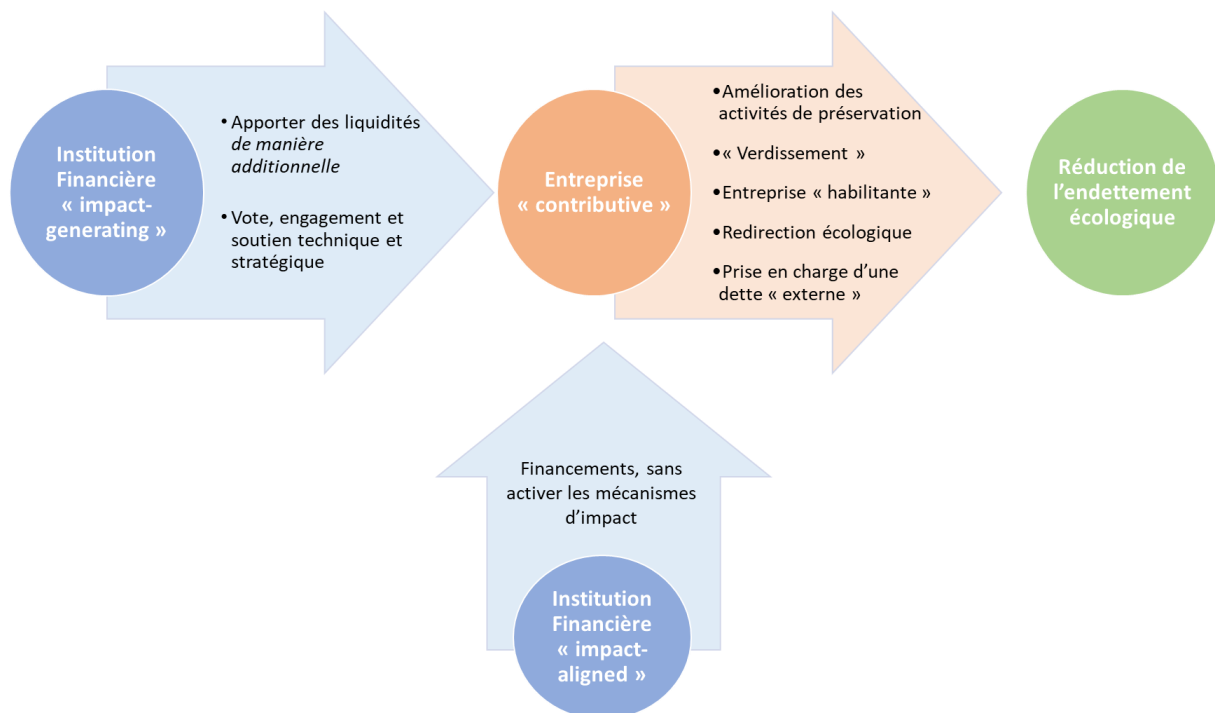 Institution
Financière
« impact-
generating »
•Apporter des liquidités
de manière
additionnelle
•Vote, engagement et
soutien technique et
stratégique
Entreprise
« contributive »
•Amélioration des
activités de préservation
•« Verdissement »
•Entreprise « habilitante »
•Redirection écologique
•Prise en charge d’une
dette « externe »
Réduction de
l’endettement
écologique
Financements, sans
activer les mécanismes
d’impact
Institution
Financière
« impact-
aligned »